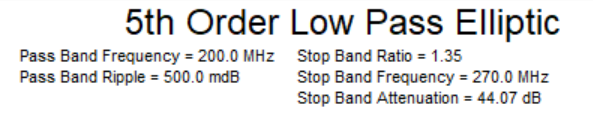 5th Order Low Pass Elliptic
Pass Band Frequency = 200.0 MHz Stop Band Ratio = 1.35
Pass Band Ripple = 500.0 mdB Stop Band Frequency = 270.0 MHz
Stop Band Attenuation = 44.07 dB